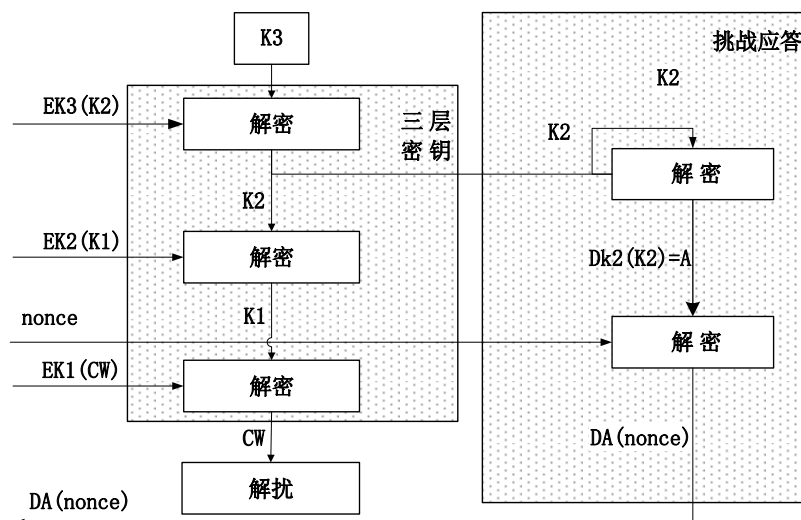 K3
挑战应答
EK3(K2)
解密
三 层
密 钥
K2
K2
解 密
K2
EK2(K1)
解密
Dk2(K2)=A
K1
nonce
解 密
EK1(CW)
解密
CW
DA(nonce)
解扰
DA(nonce)